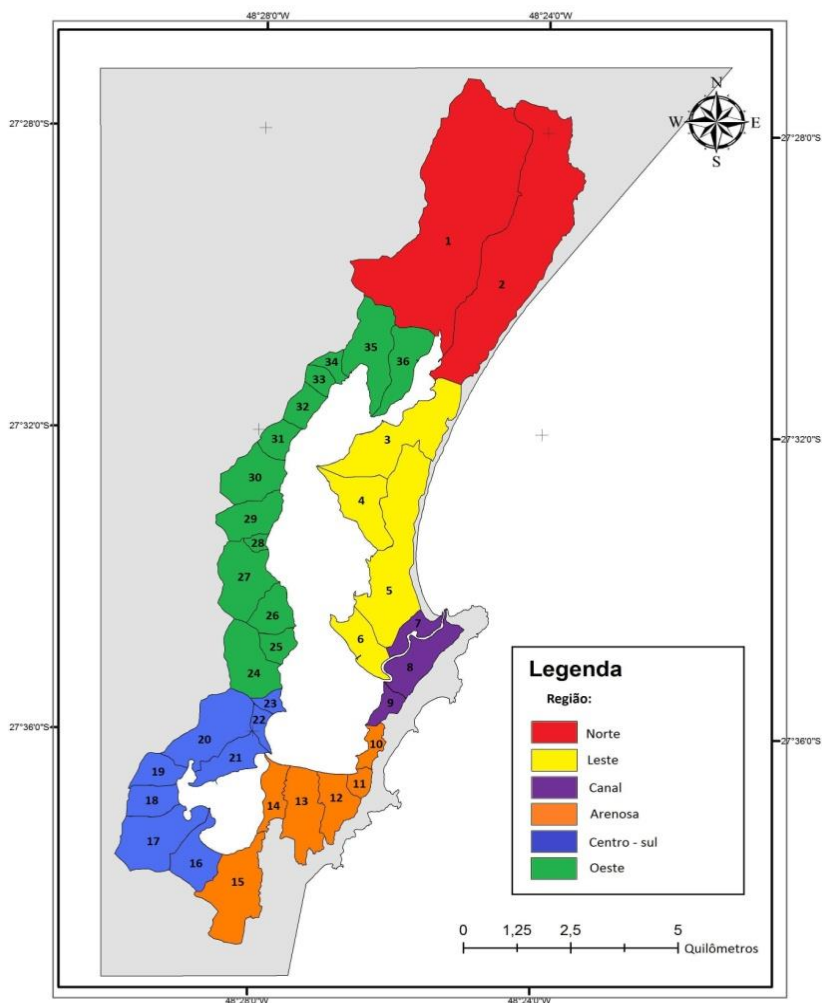 48°28'0"W 48°24'0"W
N
W E
S
27°28'0"S 27°28'0"S
1
2
35
36
34
33
32
27°32'0"S 27°32'0"S
31
3
30
4
29
28
27
5
26
7
6
25
8
24
9
23
22
20
10
21
19
11
18
14
13
12
17
16
15
27°36'0"S 27°36'0"S
Legenda
Região:
Norte
Leste
Canal
Arenosa
Centro - sul
Oeste
0 1,25 2,5 5
Quilômetros
48°28'0"W 48°24'0"W